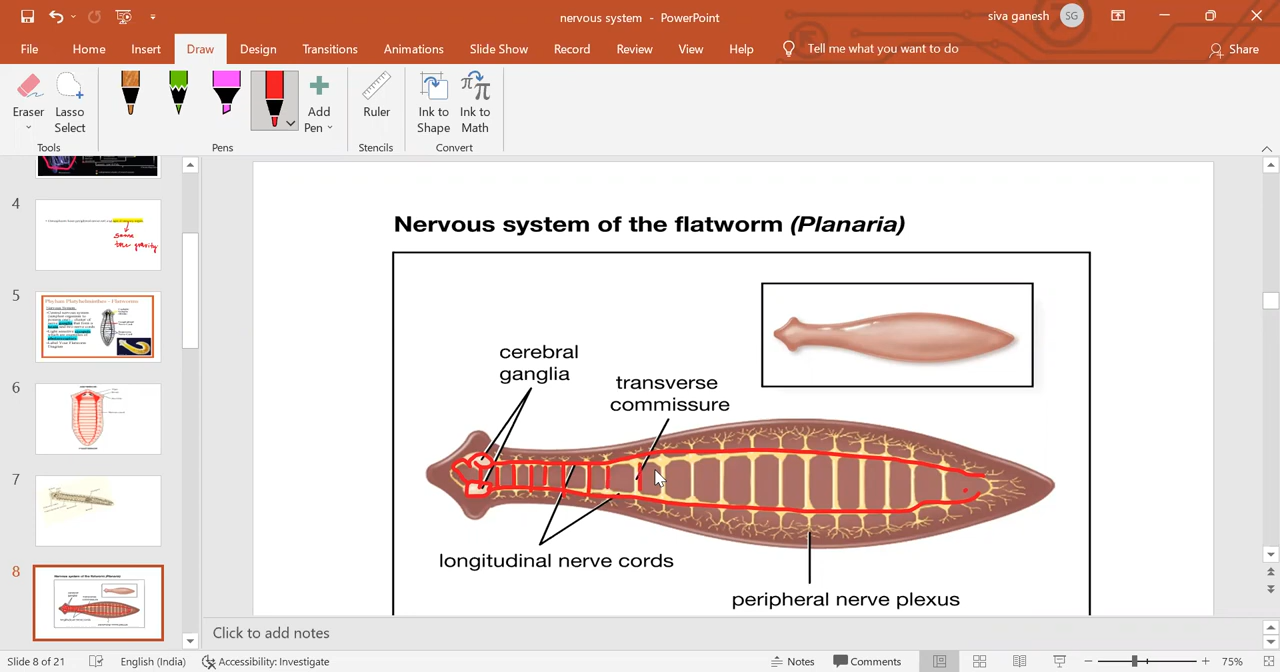 nervous system - PowerPoint
siva ganesh
SG
File
Home
Insert
Draw
Design
Transitions
Animations
Slide Show
Record
Review
View
Help
Tell me what you want to do
Share
Eraser
Lasso
Select
Add
Pen
Ruler
Ink to
Shape
Ink to
Math
Tools
Pens
Stencils
Convert
4
some
5
Phylum Platyhelminthes - Flatworms
6
7
8
Nervous system of the flatworm (Planaria)
cerebral
ganglia
transverse
commissure
longitudinal nerve cords
peripheral nerve plexus
Click to add notes
Slide 8 of 21
English (India)
Accessibility: Investigate
Notes
Comments
75%